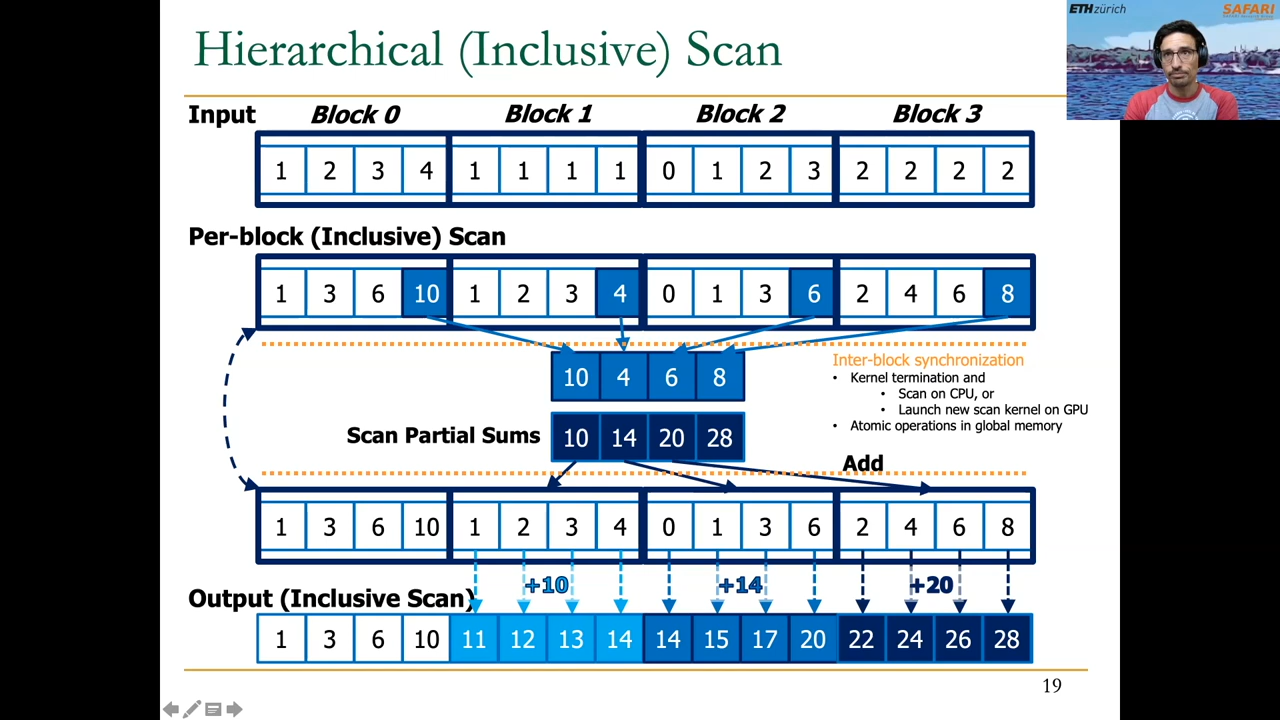 Hierarchical (Inclusive) Scan
ETH zürich
SAFARI
Input Block 0 Block 1 Block 2 Block 3
1 2 3 4 1 1 1 1 0 1 2 3 2 2 2 2
Per-block (Inclusive) Scan
1 3 6 10 1 2 3 4 0 1 3 6 2 4 6 8
10 4 6 8
Inter-block synchronization
• Kernel termination and
• Scan on CPU, or
• Launch new scan kernel on GPU
• Atomic operations in global memory
Scan Partial Sums 10 14 20 28
Add
1 3 6 10 1 2 3 4 0 1 3 6 2 4 6 8
+10 +14 +20
Output (Inclusive Scan)
1 3 6 10 11 12 13 14 14 15 17 20 22 24 26 28
19